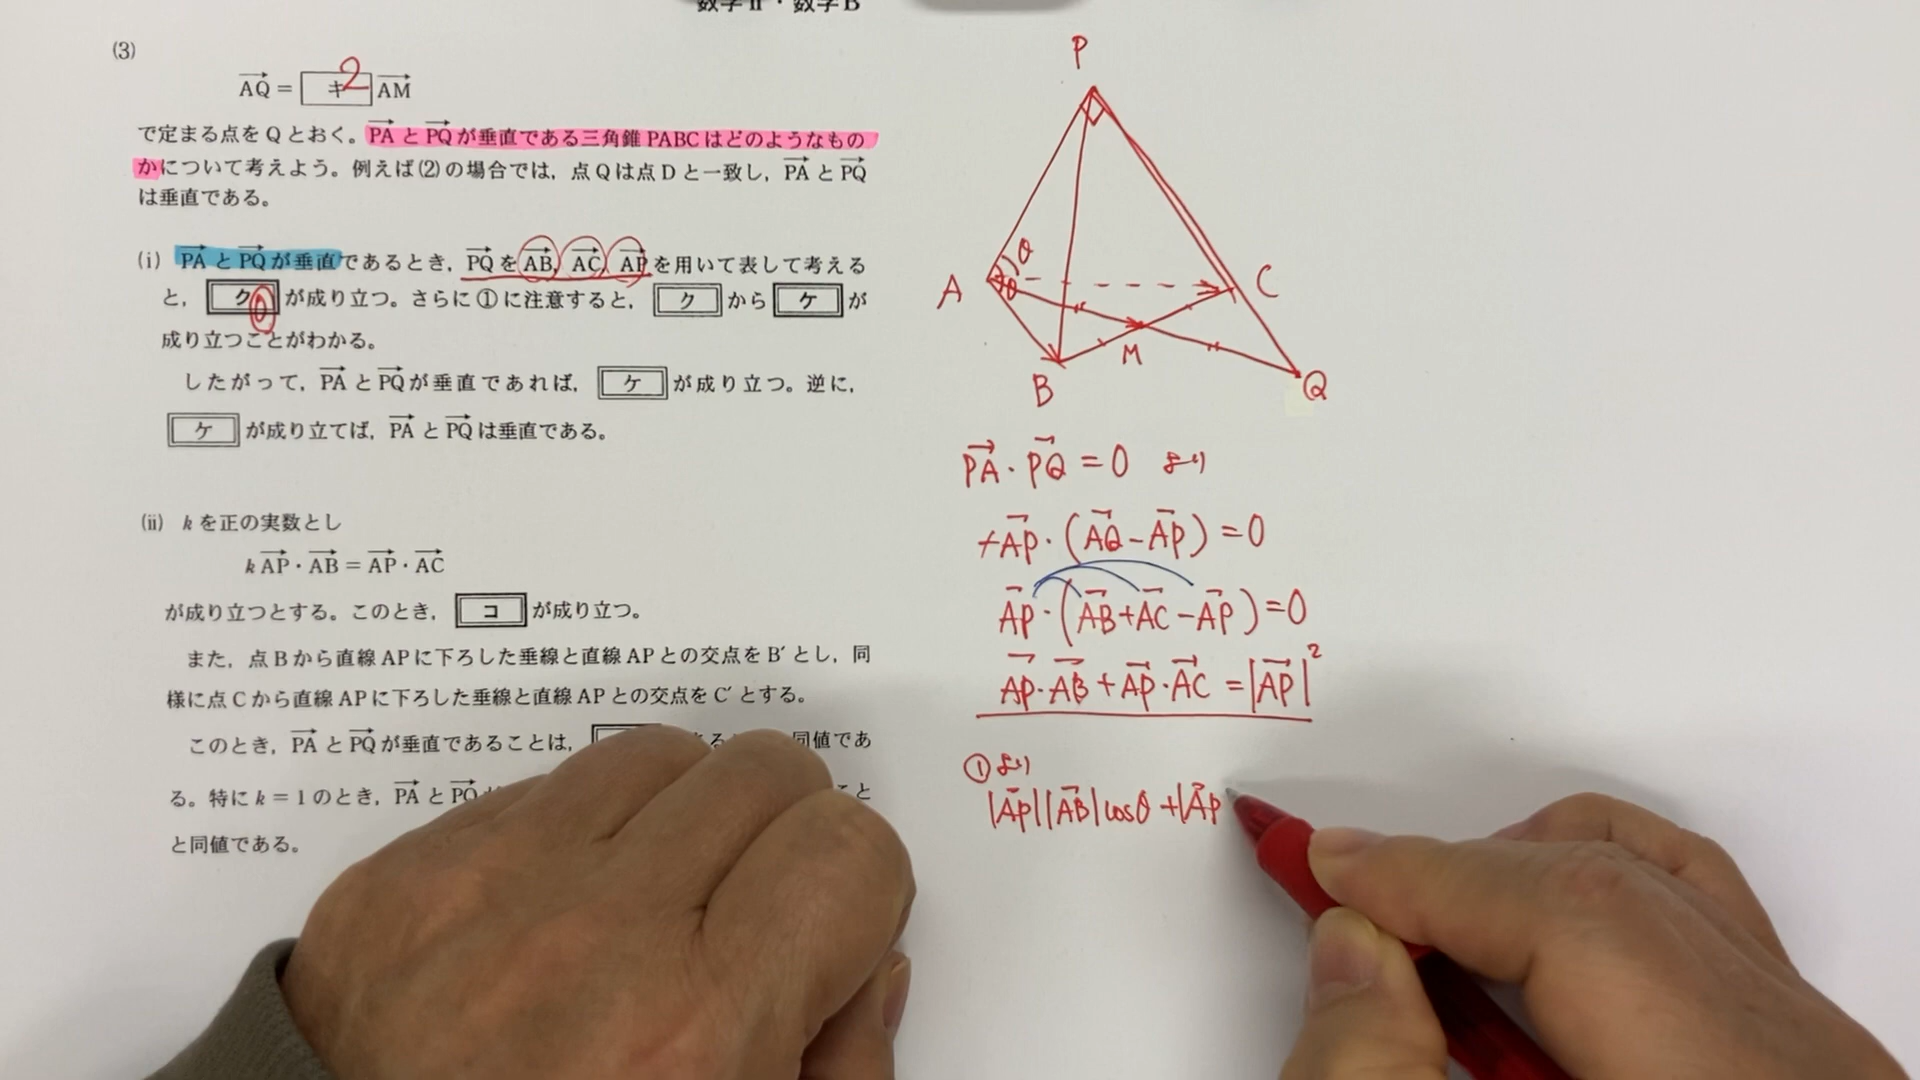 数学Ⅱ・数学B
(3)
AQ = キ 2 AM
で定まる点をQとおく。PAとPQが垂直である三角錐PABCはどのようなもの
かについて考えよう。例えば(2)の場合では，点Qは点Dと一致し，PAとPQ
は垂直である。
(i) PAとPQが垂直であるとき，PQをAB, AC, APを用いて表して考える
と，ク 0 が成り立つ。さらに①に注意すると，クからケが
成り立つことがわかる。
したがって，PAとPQが垂直であれば，ケが成り立つ。逆に，
ケが成り立てば，PAとPQは垂直である。
(ii) kを正の実数とし
kAP・AB = AP・AC
が成り立つとする。このとき，コが成り立つ。
また，点Bから直線APに下ろした垂線と直線APとの交点をB′とし，同
様に点Cから直線APに下ろした垂線と直線APとの交点をC′とする。
このとき，PAとPQが垂直であることは，
同値であ
る。特にk = 1のとき，PAとPQ
こと
と同値である。
P
A θ θ C
M
B Q
PA・PQ = 0 より
+AP・(AQ-AP) = 0
AP・(AB+AC-AP) = 0
AP・AB + AP・AC = |AP|²
①より
|AP||AB|cosθ + |AP